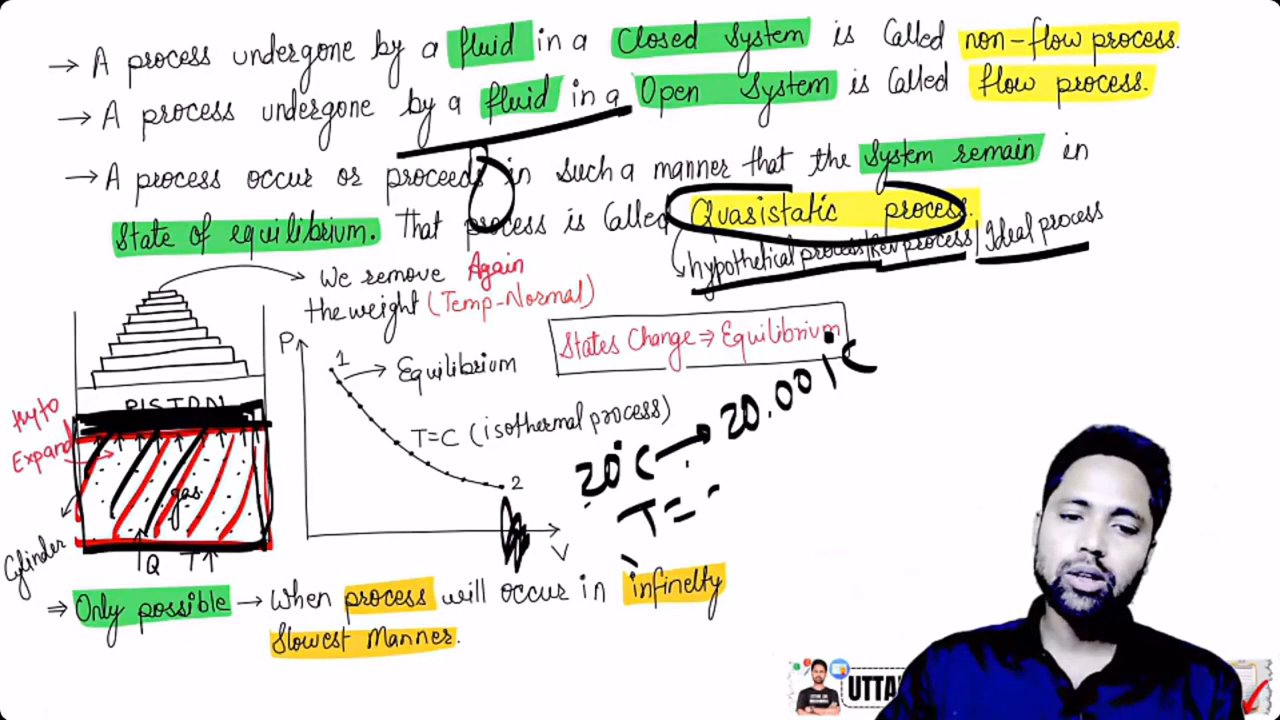 → A process undergone by a fluid in a Closed System is Called non-flow process.
→ A process undergone by a fluid in a Open System is Called flow process.
→ A process occur or proceeds in such a manner that the System remain in
State of equilibrium. That process is Called Quasistatic process.
hypothetical process/Rev process/Ideal process
We remove Again
the weight (Temp-Normal)
States Change ⇒ Equilibrium
P
1
Equilibrium
T=C (isothermal process)
2
V
20°C → 20.001°C
T=
PISTON
try to
Expand
gas
Cylinder
Q T↑
⇒ Only possible → When process will occur in infinelty
Slowest Manner.